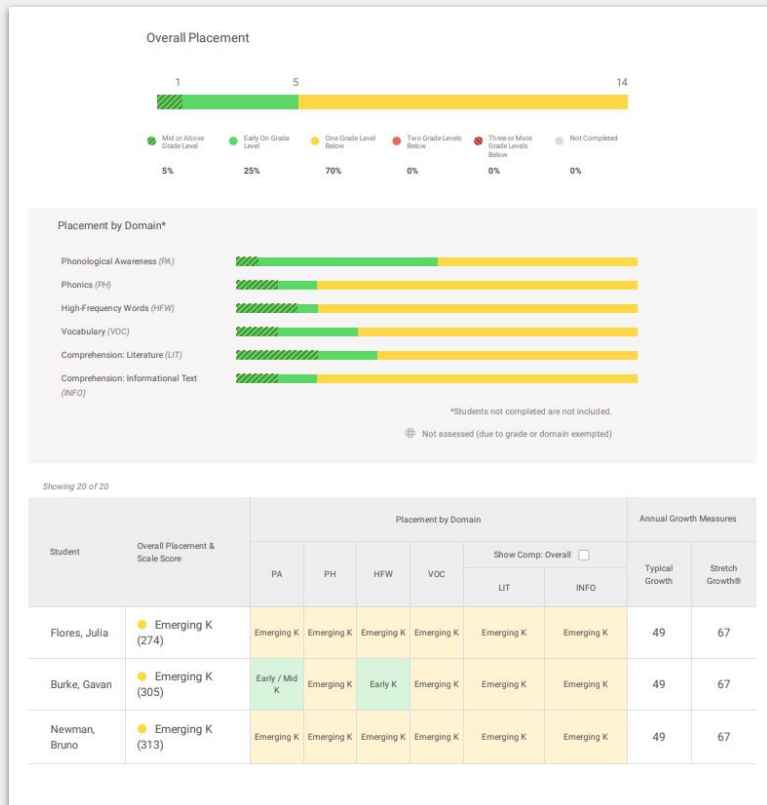 Overall Placement
1 5 14
Mid or Above Grade Level
Early On Grade Level
One Grade Level Below
Two Grade Levels Below
Three or More Grade Levels Below
Not Completed
5% 25% 70% 0% 0% 0%
Placement by Domain*
Phonological Awareness (PA)
Phonics (PH)
High-Frequency Words (HFW)
Vocabulary (VOC)
Comprehension: Literature (LIT)
Comprehension: Informational Text
(INFO)
*Students not completed are not included.
Not assessed (due to grade or domain exempted)
Showing 20 of 20
Student
Overall Placement &
Scale Score
Placement by Domain
Annual Growth Measures
PA PH HFW VOC
Show Comp: Overall
LIT INFO
Typical
Growth
Stretch
Growth®
Flores, Julia
Emerging K
(274)
Emerging K Emerging K Emerging K Emerging K Emerging K Emerging K 49 67
Burke, Gavan
Emerging K
(305)
Early / Mid
K
Emerging K Early K Emerging K Emerging K Emerging K 49 67
Newman,
Bruno
Emerging K
(313)
Emerging K Emerging K Emerging K Emerging K Emerging K Emerging K 49 67